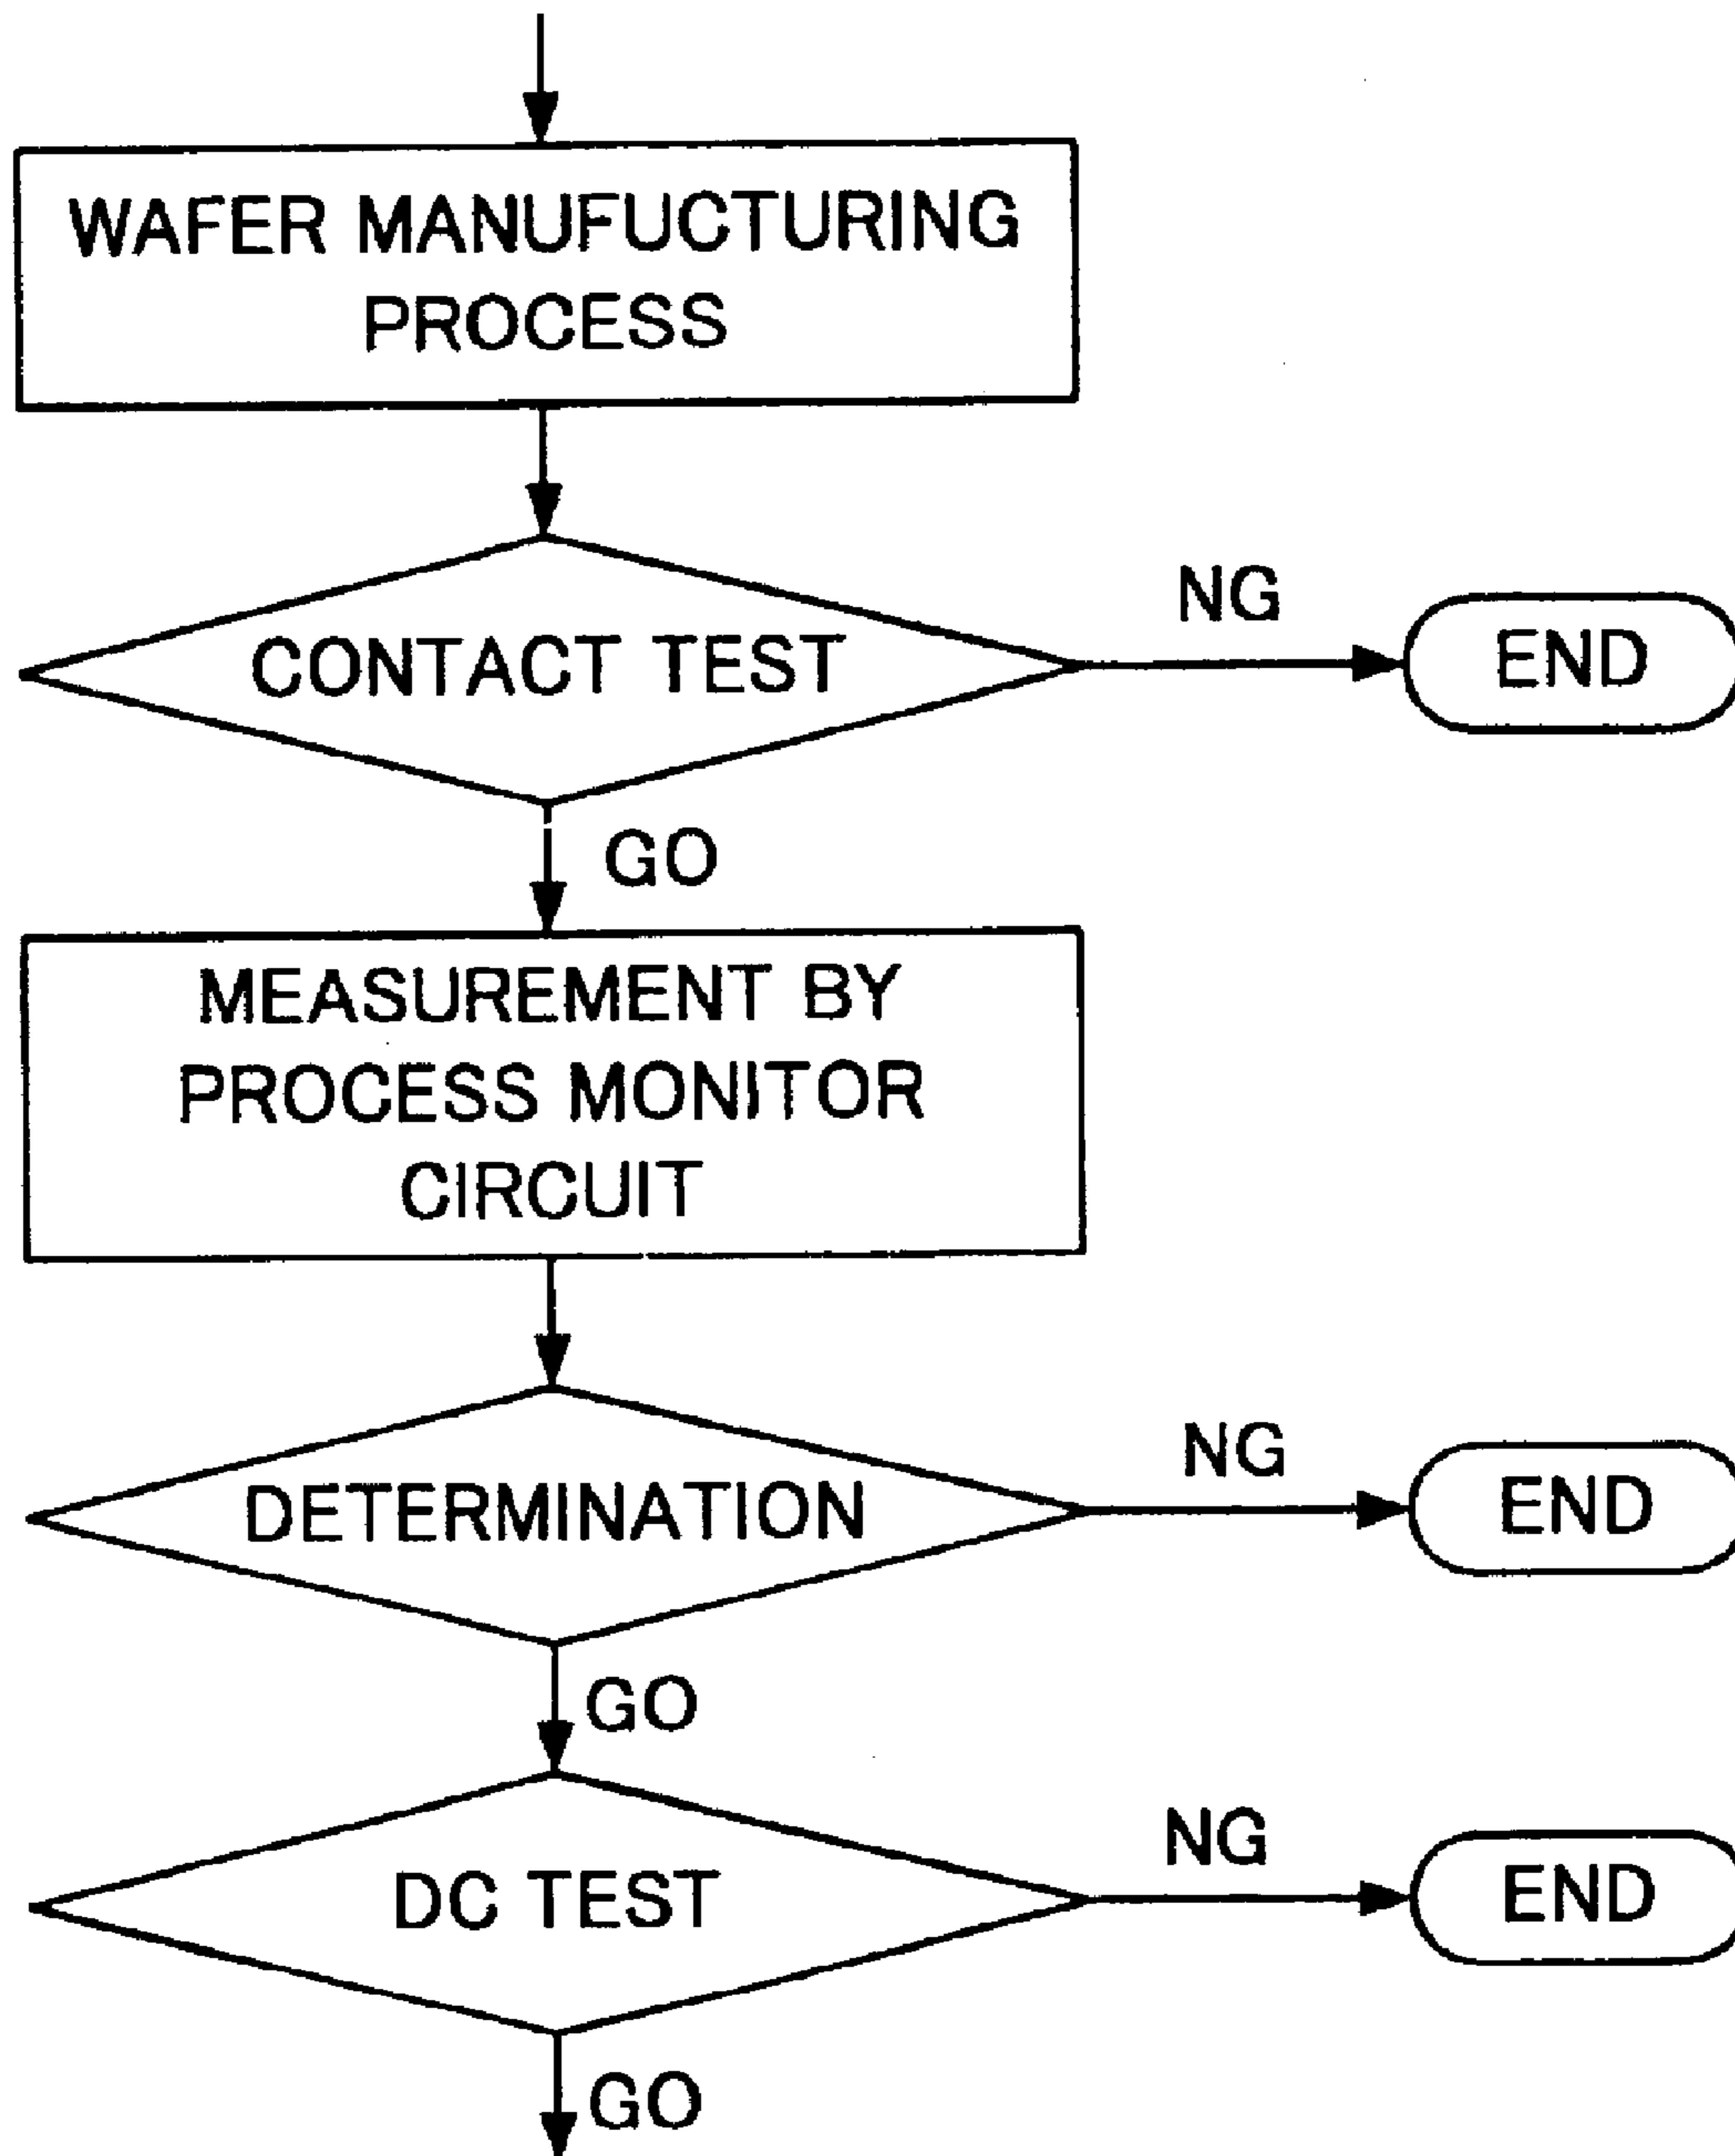 WAFER MANUFUCTURING
PROCESS
CONTACT TEST
NG
END
GO
MEASUREMENT BY
PROCESS MONITOR
CIRCUIT
DETERMINATION
NG
END
GO
DC TEST
NG
END
GO